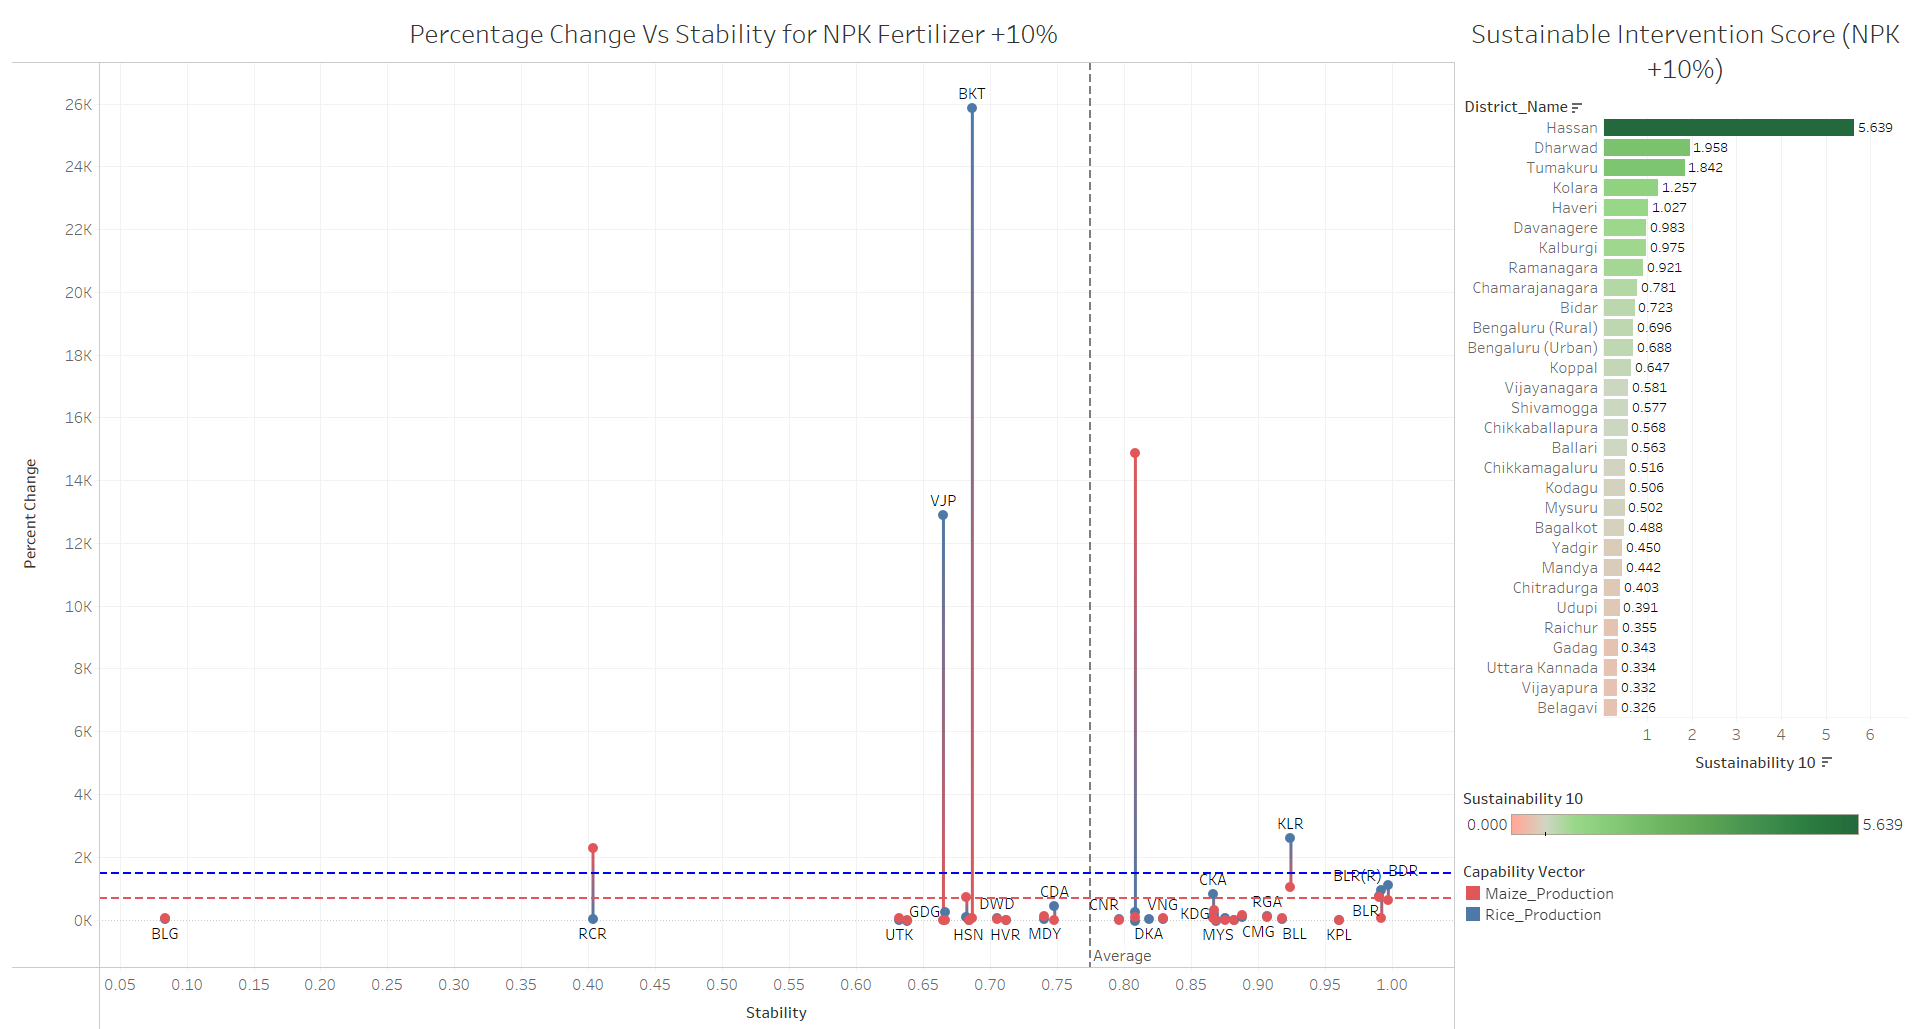 Percentage Change Vs Stability for NPK Fertilizer +10%
Percent Change
26K
24K
22K
20K
18K
16K
14K
12K
10K
8K
6K
4K
2K
0K
BKT
VJP
KLR
BLR(R)
BDR
CKA
CDA
GDG
DWD
CNR
VNG
KDG
RGA
BLR
BLG
RCR
UTK
HSN
HVR
MDY
DKA
MYS
CMG
BLL
KPL
Average
0.05 0.10 0.15 0.20 0.25 0.30 0.35 0.40 0.45 0.50 0.55 0.60 0.65 0.70 0.75 0.80 0.85 0.90 0.95 1.00
Stability
Sustainable Intervention Score (NPK
+10%)
District_Name
Hassan 5.639
Dharwad 1.958
Tumakuru 1.842
Kolara 1.257
Haveri 1.027
Davanagere 0.983
Kalburgi 0.975
Ramanagara 0.921
Chamarajanagara 0.781
Bidar 0.723
Bengaluru (Rural) 0.696
Bengaluru (Urban) 0.688
Koppal 0.647
Vijayanagara 0.581
Shivamogga 0.577
Chikkaballapura 0.568
Ballari 0.563
Chikkamagaluru 0.516
Kodagu 0.506
Mysuru 0.502
Bagalkot 0.488
Yadgir 0.450
Mandya 0.442
Chitradurga 0.403
Udupi 0.391
Raichur 0.355
Gadag 0.343
Uttara Kannada 0.334
Vijayapura 0.332
Belagavi 0.326
1 2 3 4 5 6
Sustainability 10
Sustainability 10
0.000 5.639
Capability Vector
Maize_Production
Rice_Production